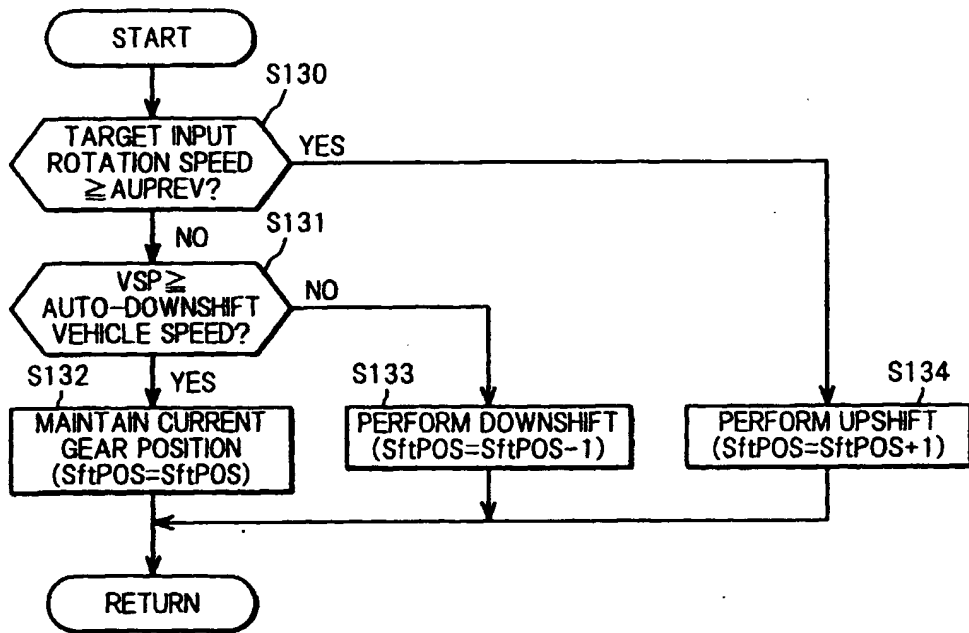 START
S130
TARGET INPUT
ROTATION SPEED
≧AUPREV?
YES
NO
S131
VSP≧
AUTO-DOWNSHIFT
VEHICLE SPEED?
NO
YES
S132
MAINTAIN CURRENT
GEAR POSITION
(SftPOS=SftPOS)
S133
PERFORM DOWNSHIFT
(SftPOS=SftPOS-1)
S134
PERFORM UPSHIFT
(SftPOS=SftPOS+1)
RETURN